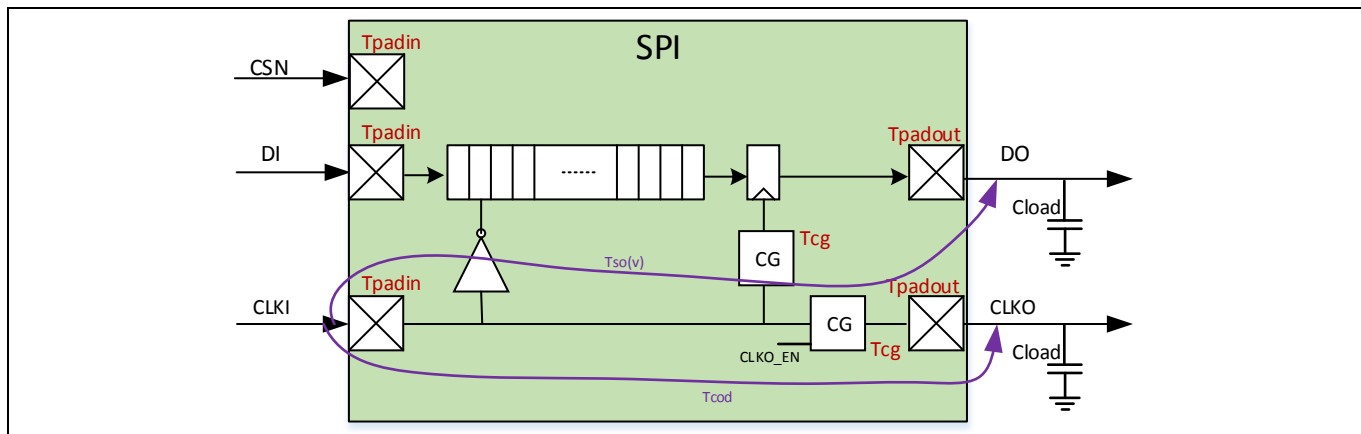 SPI
Tpadin
CSN
Tpadin
Tpadout
DI
DO
------
Cload
Tcg
CG
Tso(v)
Tpadin
Tpadout
CLKI
CLKO
CG
CLKO_EN
Tcg
Cload
Tcod